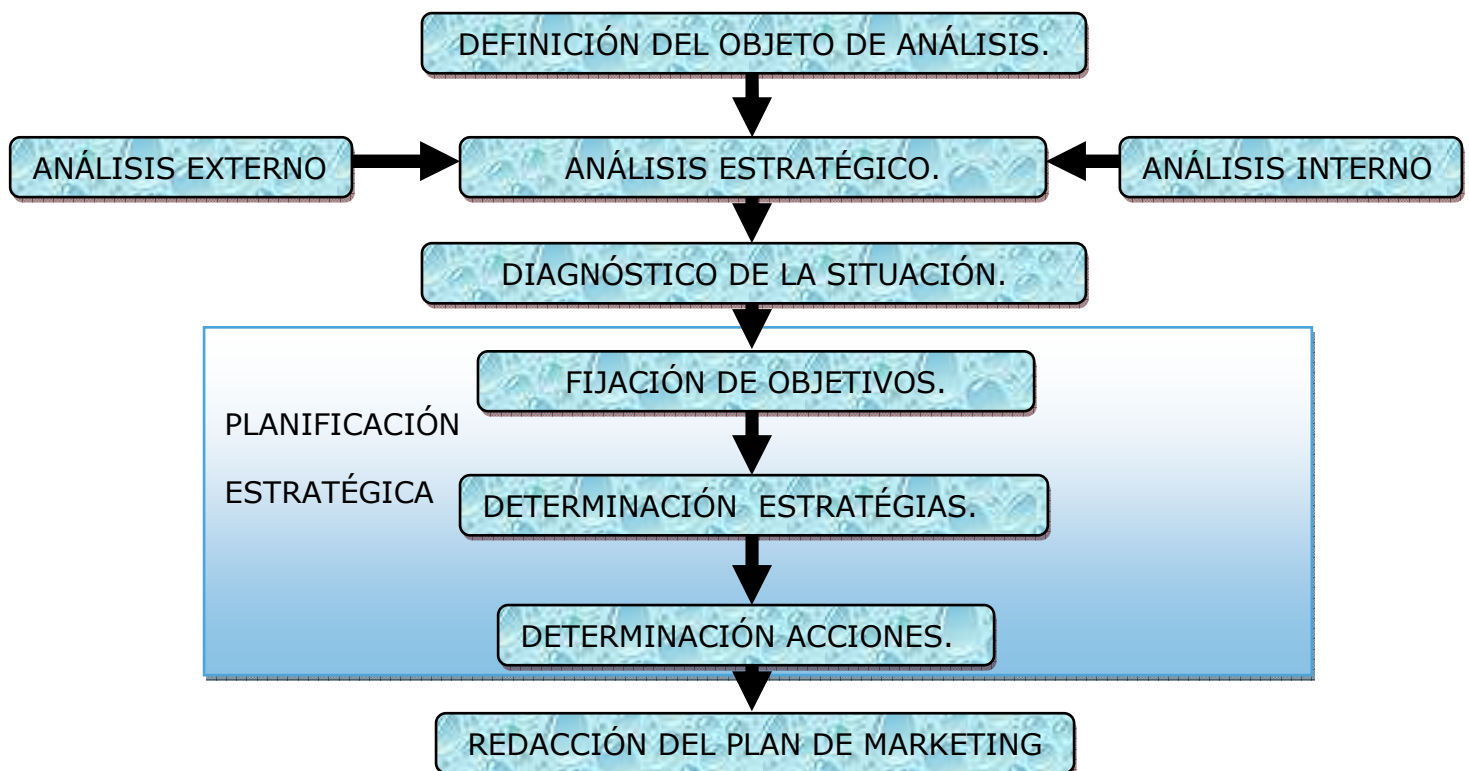 DEFINICIÓN DEL OBJETO DE ANÁLISIS.
ANÁLISIS EXTERNO
ANÁLISIS ESTRATÉGICO.
ANÁLISIS INTERNO
DIAGNÓSTICO DE LA SITUACIÓN.
FIJACIÓN DE OBJETIVOS.
PLANIFICACIÓN
ESTRATÉGICA
DETERMINACIÓN ESTRATÉGIAS.
DETERMINACIÓN ACCIONES.
REDACCIÓN DEL PLAN DE MARKETING